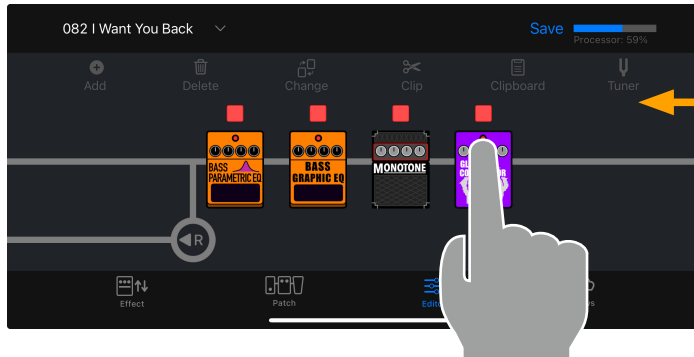 082 I Want You Back
Save
Processor: 59%
Add
Delete
Change
Clip
Clipboard
Tuner
BASS
PARAMETRIC EQ
BASS
GRAPHIC EQ
MONOTONE
R
Effect
Patch